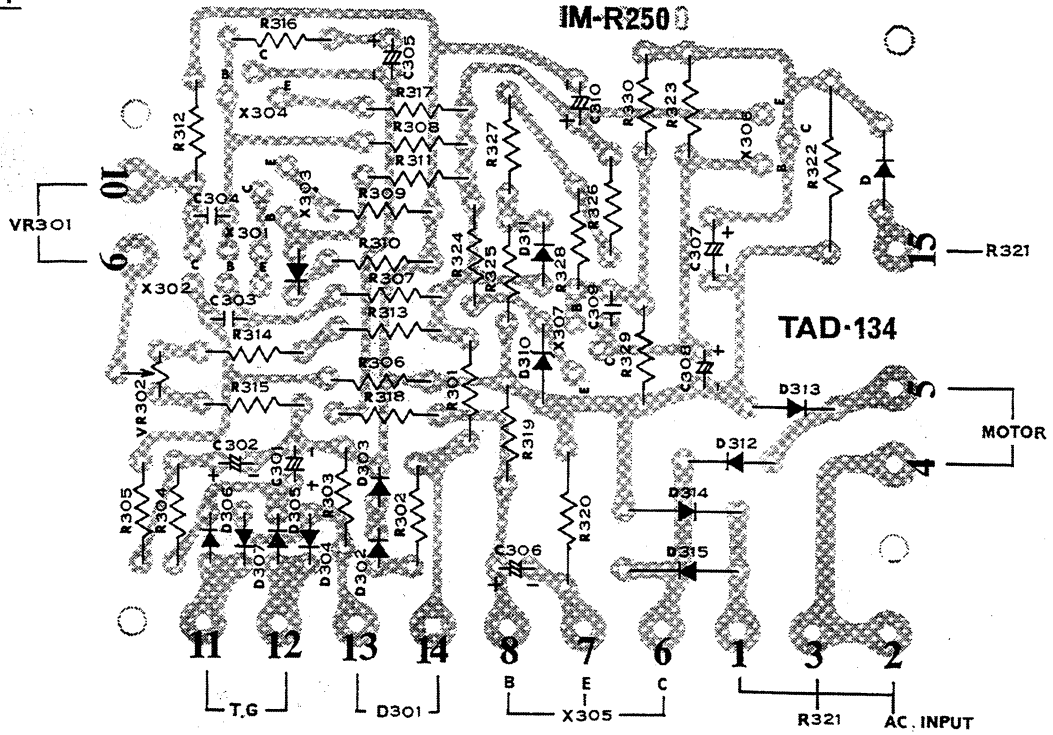 IM-R250
R316
C305
R317
R308
R311
R309
R310
R307
R313
R314
R306
R315
R318
R312
C
B
E
X304
E
C
X303
B
10
VR301
9
C304
X301
C
B
E
X302
C303
VR302
C310
R330
R323
X306
E
B
R322
C
D
R327
R326
R324
R325
D311
R328
C307
15
R321
B
C309
X307
C
E
R329
C308
D310
R301
R319
TAD-134
D313
5
MOTOR
D312
4
C302
C301
D303
R305
R304
D306
D307
D305
D304
R303
D302
R302
R320
D314
D315
C306
11
12
13
14
8
7
6
1
3
2
B
E
C
T.G
D301
X305
R321
AC. INPUT